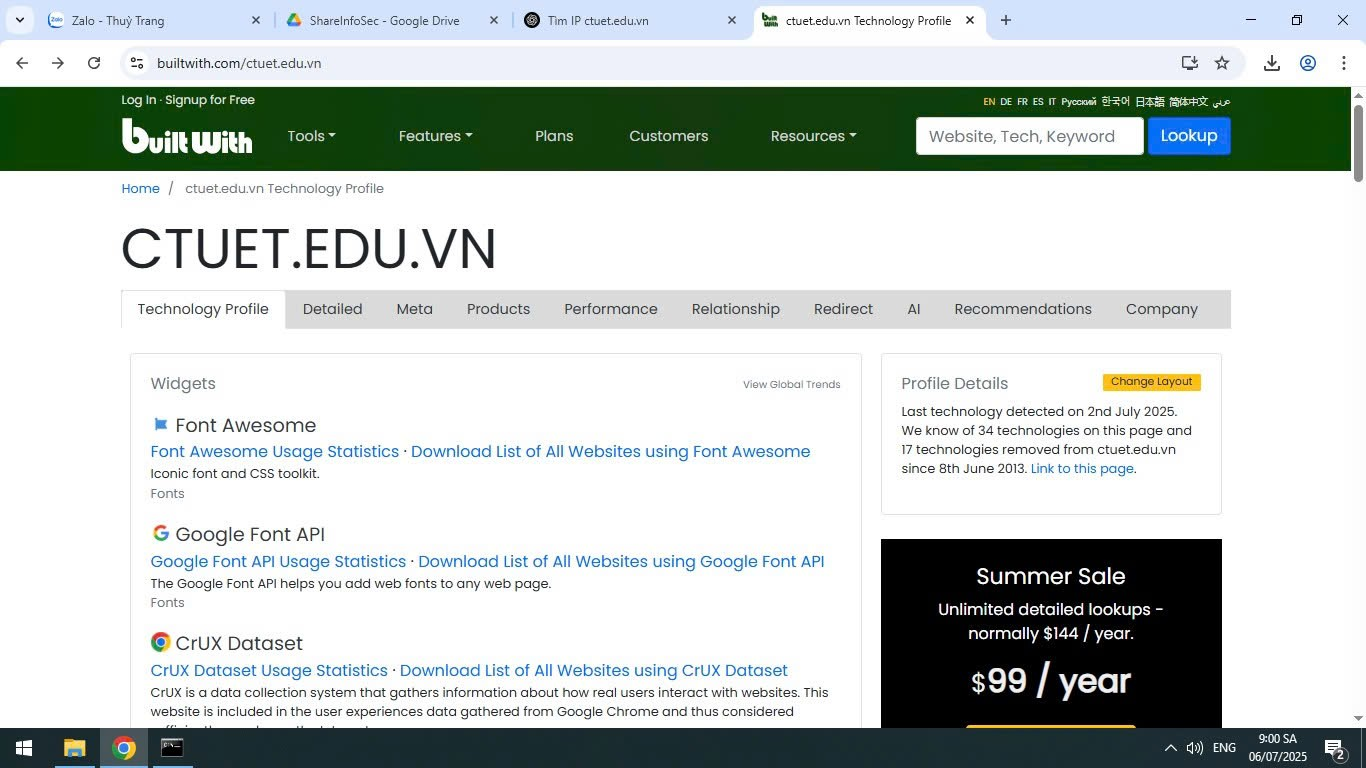 Zalo - Thuỳ Trang
ShareInfoSec - Google Drive
Tìm IP ctuet.edu.vn
ctuet.edu.vn Technology Profile
builtwith.com/ctuet.edu.vn
Log In · Signup for Free
EN DE FR ES IT Русский 한국어 日本語 简体中文 عربي
builtwith Tools Features Plans Customers Resources Website, Tech, Keyword Lookup
Home / ctuet.edu.vn Technology Profile
CTUET.EDU.VN
Technology Profile Detailed Meta Products Performance Relationship Redirect AI Recommendations Company
Widgets
View Global Trends
Font Awesome
Font Awesome Usage Statistics · Download List of All Websites using Font Awesome
Iconic font and CSS toolkit.
Fonts
Google Font API
Google Font API Usage Statistics · Download List of All Websites using Google Font API
The Google Font API helps you add web fonts to any web page.
Fonts
CrUX Dataset
CrUX Dataset Usage Statistics · Download List of All Websites using CrUX Dataset
CrUX is a data collection system that gathers information about how real users interact with websites. This
website is included in the user experiences data gathered from Google Chrome and thus considered
Profile Details
Change Layout
Last technology detected on 2nd July 2025.
We know of 34 technologies on this page and
17 technologies removed from ctuet.edu.vn
since 8th June 2013. Link to this page.
Summer Sale
Unlimited detailed lookups -
normally $144 / year.
$99 / year
ENG
9:00 SA
06/07/2025
2